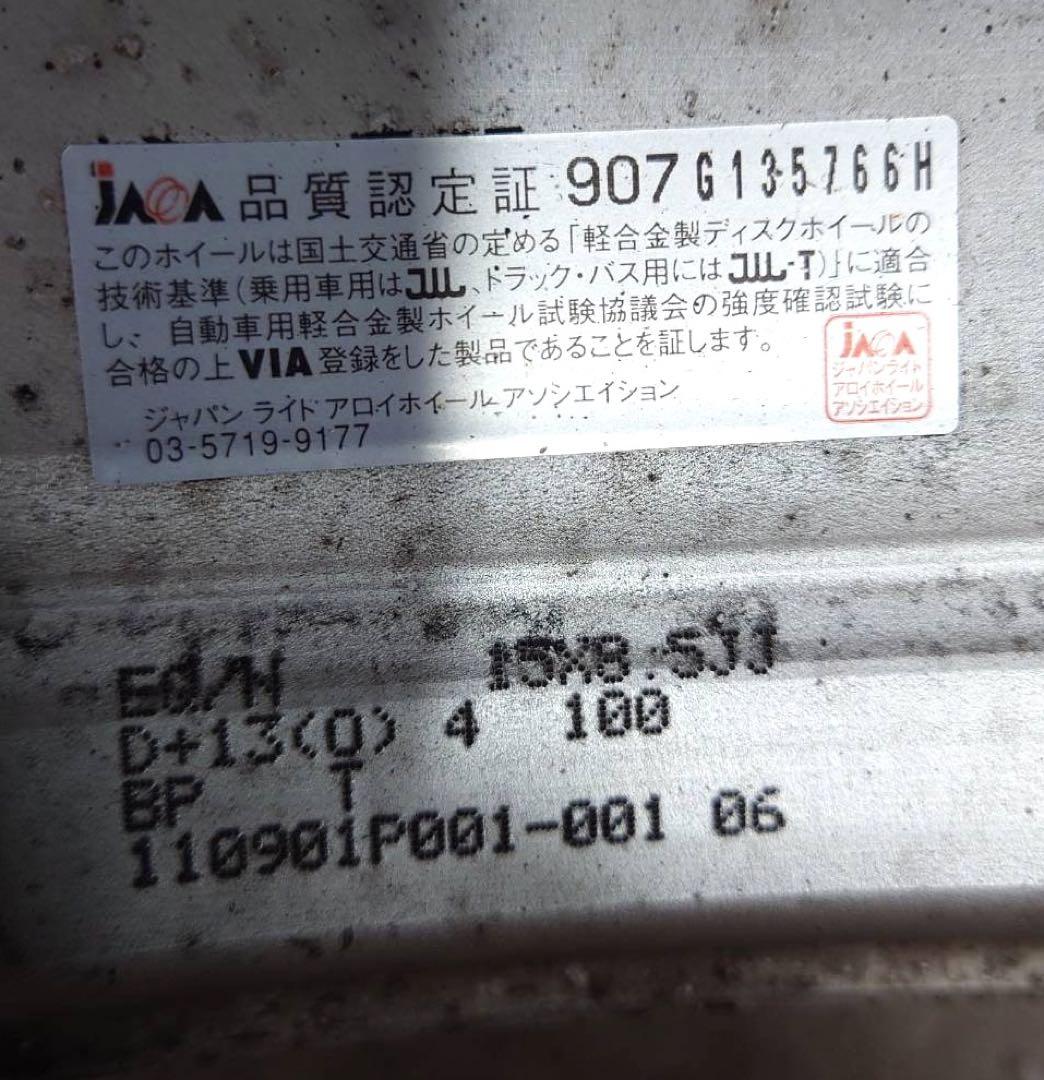 JAWA 品質認定証 907 G135766H
このホイールは国土交通省の定める「軽合金製ディスクホイールの
技術基準(乗用車用はJWL、トラック・バス用にはJWL-T)」に適合
し、自動車用軽合金製ホイール試験協議会の強度確認試験に
合格の上VIA登録をした製品であることを証します。
ジャパン ライト アロイホイール アソシエイション
03-5719-9177
JAWA
ジャパンライト
アロイホイール
アソシエイション
15X8.5JJ
D+13(Q) 4 100
BP T
110901P001-001 06